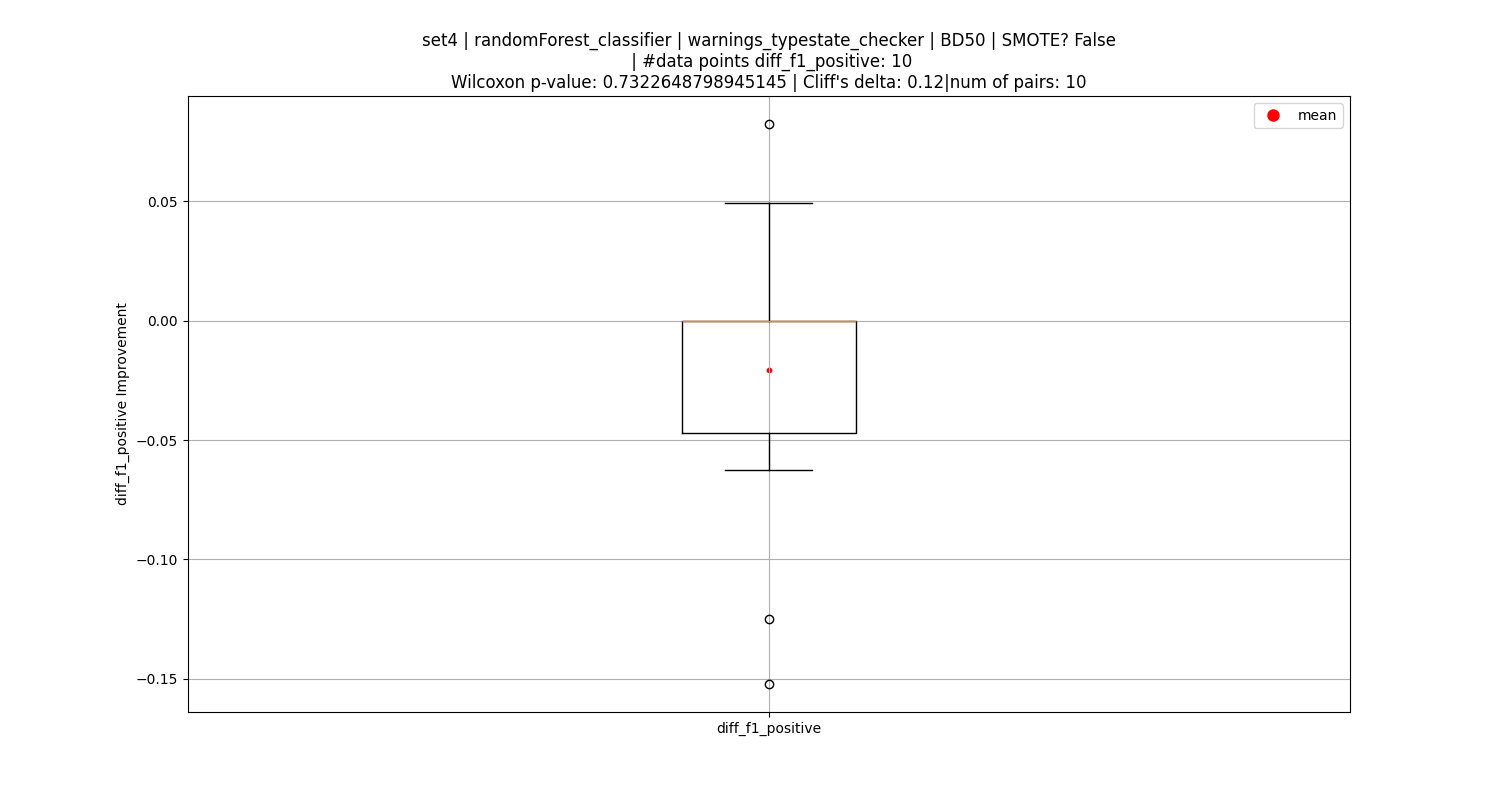 set4 | randomForest_classifier | warnings_typestate_checker | BD50 | SMOTE? False
| #data points diff_f1_positive: 10
Wilcoxon p-value: 0.7322648798945145 | Cliff's delta: 0.12|num of pairs: 10
mean
0.05
0.00
−0.05
−0.10
−0.15
diff_f1_positive Improvement
diff_f1_positive